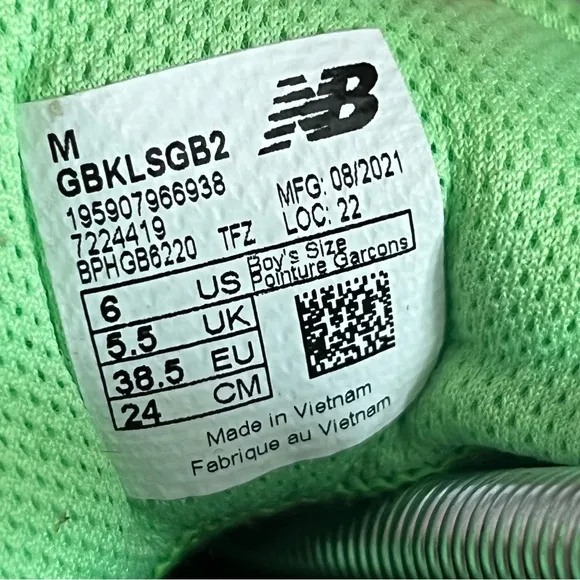 M
GBKLSGB2
NB
195907966938
MFG: 08/2021
7224419
LOC: 22
BPHGB6220 TFZ
Boy's Size
Pointure Garcons
6 US
5.5 UK
38.5 EU
24 CM
Made in Vietnam
Fabrique au Vietnam